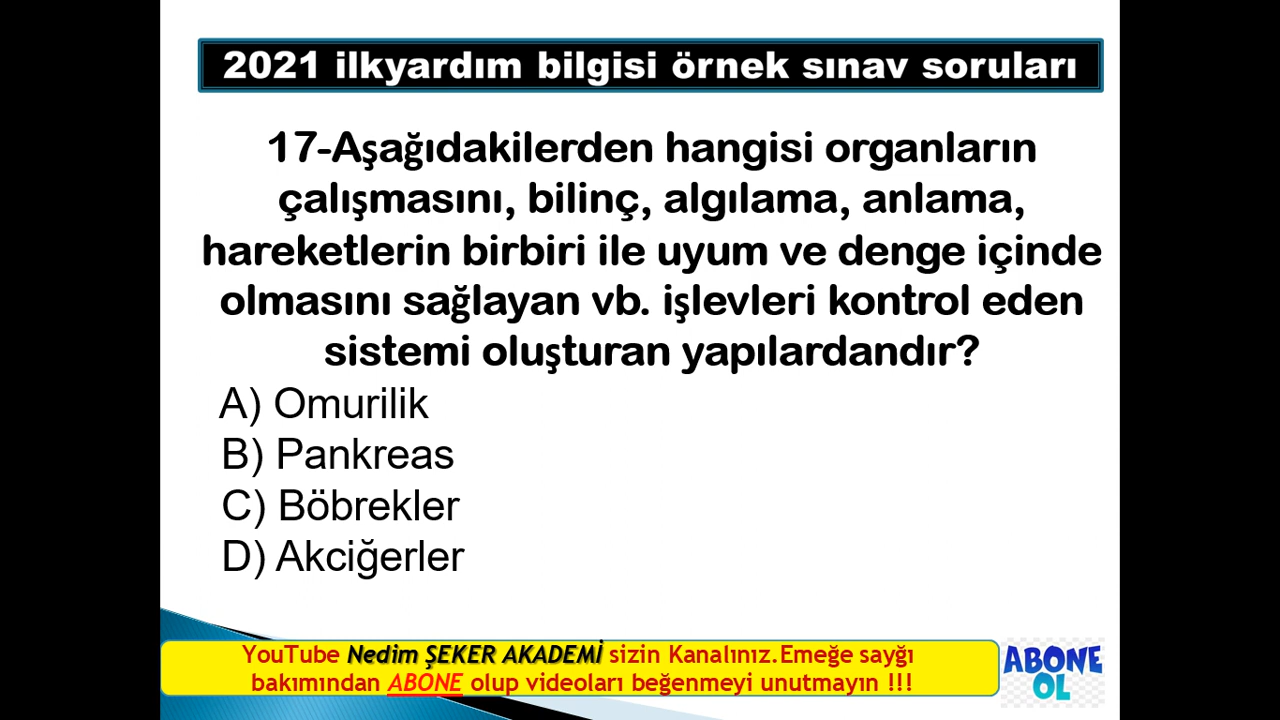 2021 ilkyardım bilgisi örnek sınav soruları
17-Aşağıdakilerden hangisi organların
çalışmasını, bilinç, algılama, anlama,
hareketlerin birbiri ile uyum ve denge içinde
olmasını sağlayan vb. işlevleri kontrol eden
sistemi oluşturan yapılardandır?
A) Omurilik
B) Pankreas
C) Böbrekler
D) Akciğerler
YouTube Nedim ŞEKER AKADEMİ sizin Kanalınız.Emeğe sayğı
bakımından ABONE olup videoları beğenmeyi unutmayın !!!
ABONE
OL